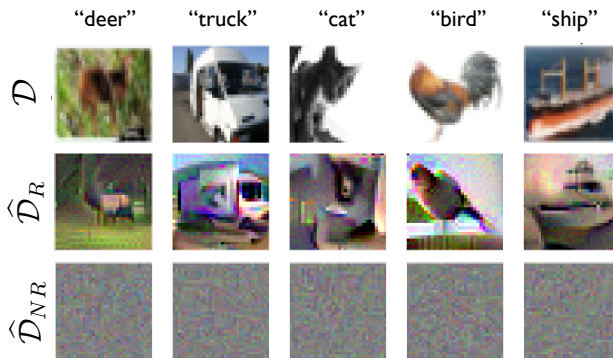 “deer” “truck” “cat” “bird” “ship”
𝒟
𝒟̂_R
𝒟̂_NR